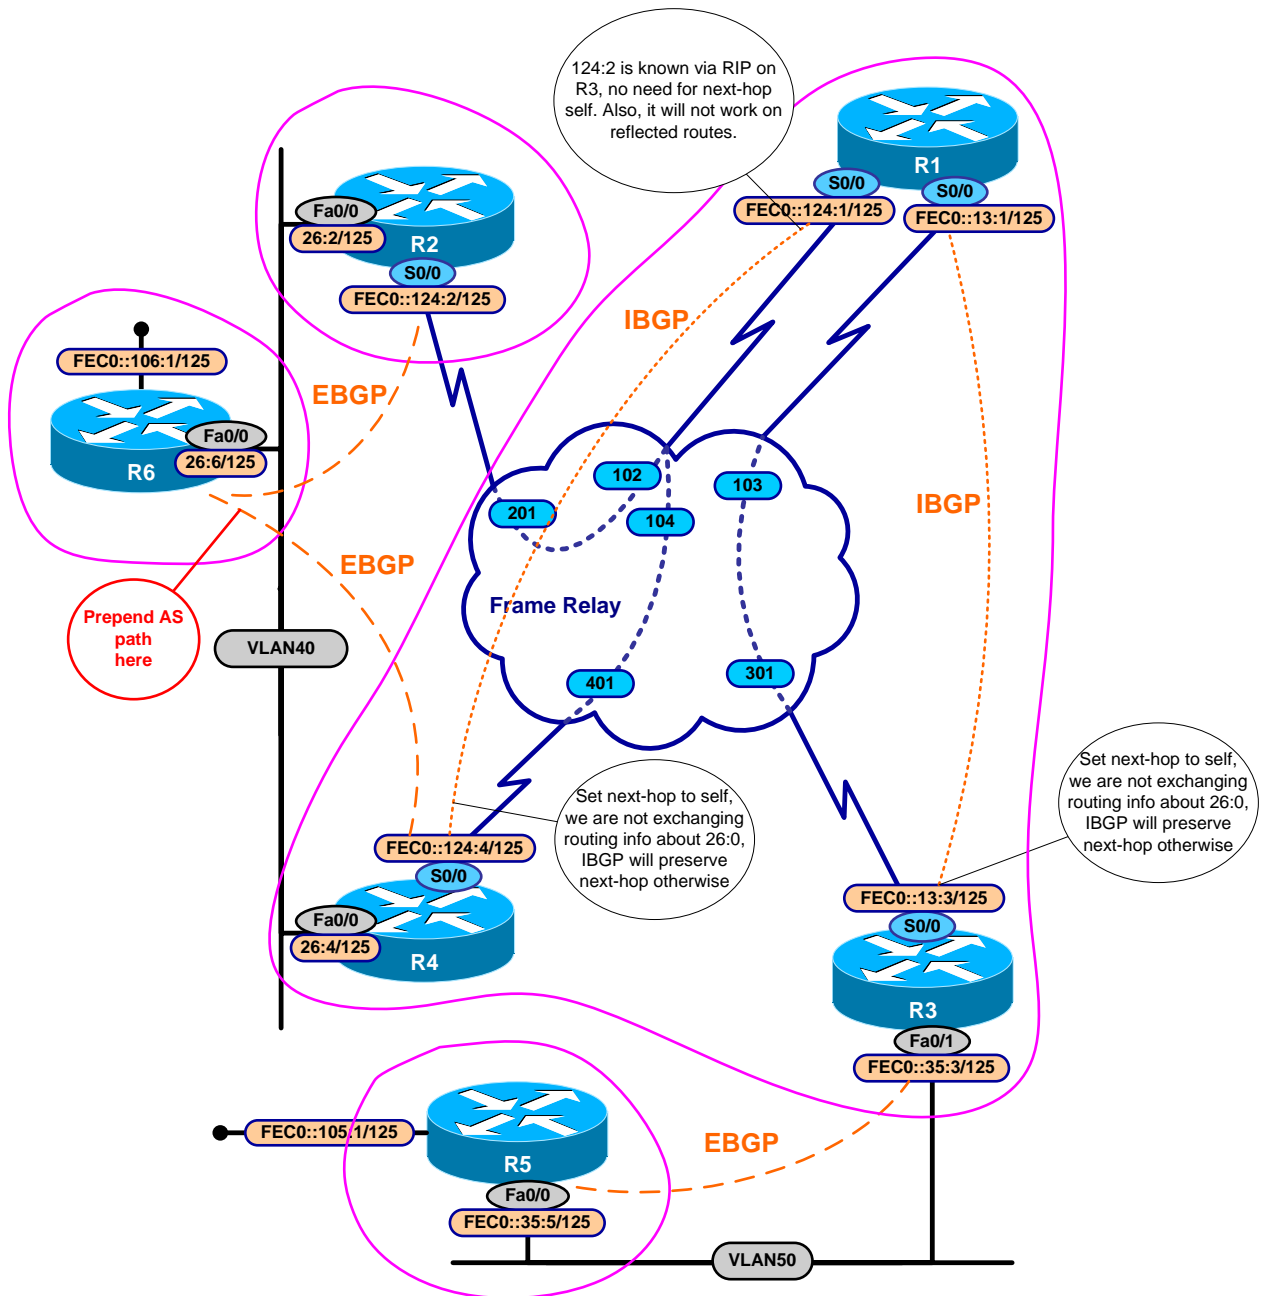 124:2 is known via RIP on
R3, no need for next-hop
self. Also, it will not work on
reflected routes.
R1
S0/0
S0/0
FEC0::124:1/125
FEC0::13:1/125
Fa0/0
26:2/125
R2
S0/0
FEC0::124:2/125
IBGP
FEC0::106:1/125
EBGP
Fa0/0
26:6/125
R6
102
103
201
104
IBGP
EBGP
Frame Relay
Prepend AS
path
here
VLAN40
401
301
Set next-hop to self,
we are not exchanging
routing info about 26:0,
IBGP will preserve
next-hop otherwise
Set next-hop to self,
we are not exchanging
routing info about 26:0,
IBGP will preserve
next-hop otherwise
FEC0::124:4/125
S0/0
Fa0/0
26:4/125
R4
FEC0::13:3/125
S0/0
R3
Fa0/1
FEC0::35:3/125
FEC0::105:1/125
R5
EBGP
Fa0/0
FEC0::35:5/125
VLAN50